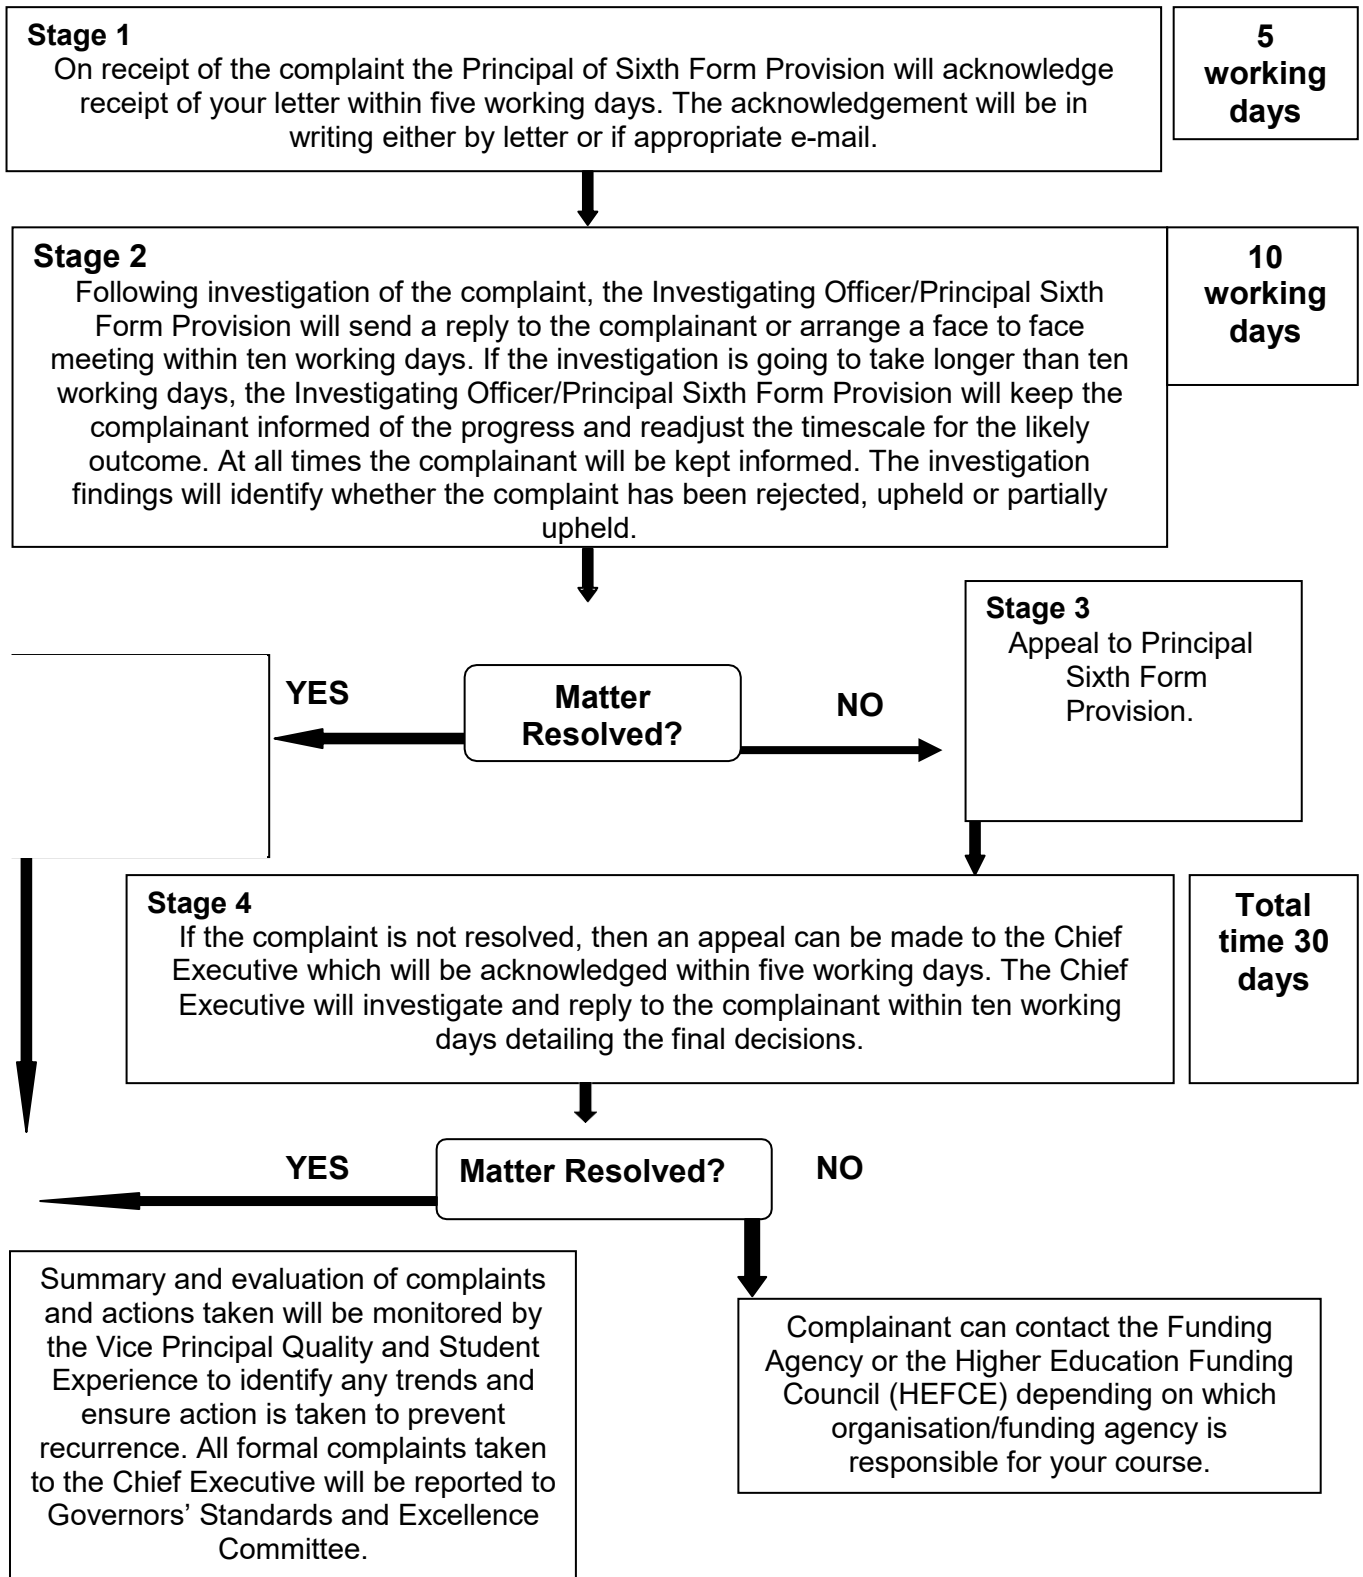 Stage 1
On receipt of the complaint the Principal of Sixth Form Provision will acknowledge
receipt of your letter within five working days. The acknowledgement will be in
writing either by letter or if appropriate e-mail.
5
working
days
Stage 2
Following investigation of the complaint, the Investigating Officer/Principal Sixth
Form Provision will send a reply to the complainant or arrange a face to face
meeting within ten working days. If the investigation is going to take longer than ten
working days, the Investigating Officer/Principal Sixth Form Provision will keep the
complainant informed of the progress and readjust the timescale for the likely
outcome. At all times the complainant will be kept informed. The investigation
findings will identify whether the complaint has been rejected, upheld or partially
upheld.
10
working
days
YES
Matter
Resolved?
NO
Stage 3
Appeal to Principal
Sixth Form
Provision.
Stage 4
If the complaint is not resolved, then an appeal can be made to the Chief
Executive which will be acknowledged within five working days. The Chief
Executive will investigate and reply to the complainant within ten working
days detailing the final decisions.
Total
time 30
days
YES
Matter Resolved?
NO
Summary and evaluation of complaints
and actions taken will be monitored by
the Vice Principal Quality and Student
Experience to identify any trends and
ensure action is taken to prevent
recurrence. All formal complaints taken
to the Chief Executive will be reported to
Governors’ Standards and Excellence
Committee.
Complainant can contact the Funding
Agency or the Higher Education Funding
Council (HEFCE) depending on which
organisation/funding agency is
responsible for your course.